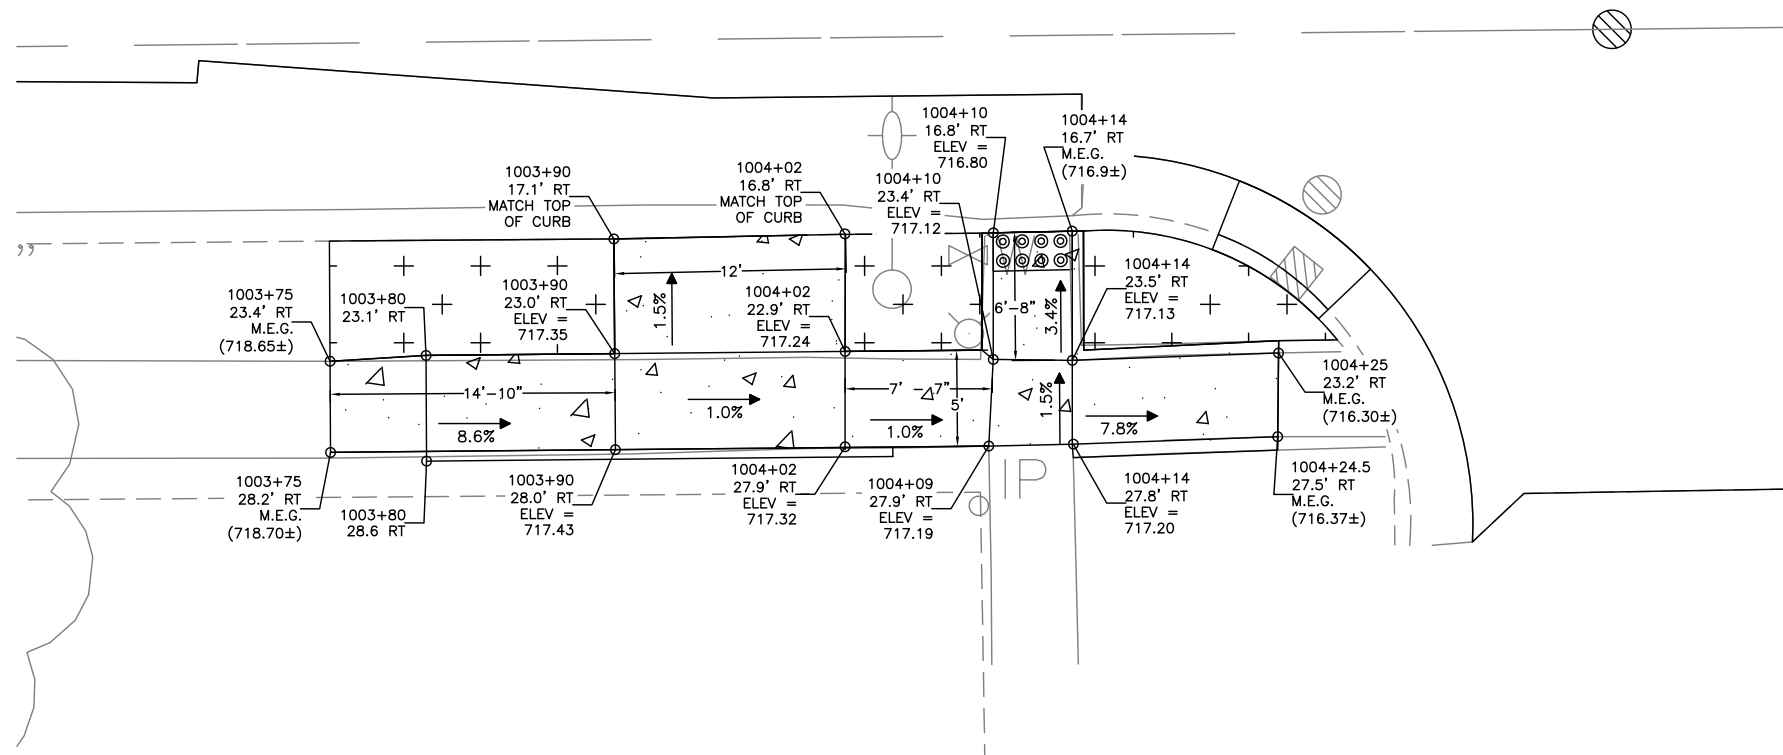 1004+10
16.8' RT
ELEV =
716.80
1004+14
16.7' RT
M.E.G.
(716.9±)
1003+90
17.1' RT
MATCH TOP
OF CURB
1004+02
16.8' RT
MATCH TOP
OF CURB
1004+10
23.4' RT
ELEV =
717.12
"
12'
1.5%
6'-8"
3.4%
1003+75
23.4' RT
M.E.G.
(718.65±)
1003+80
23.1' RT
1003+90
23.0' RT
ELEV =
717.35
1004+02
22.9' RT
ELEV =
717.24
1004+14
23.5' RT
ELEV =
717.13
1004+25
23.2' RT
M.E.G.
(716.30±)
14'-10"
8.6%
1.0%
7' -7"
1.0%
5'
1.5%
7.8%
1003+75
28.2' RT
M.E.G.
(718.70±)
1003+80
28.6 RT
1003+90
28.0' RT
ELEV =
717.43
1004+02
27.9' RT
ELEV =
717.32
1004+09
27.9' RT
ELEV =
717.19
IP
1004+14
27.8' RT
ELEV =
717.20
1004+24.5
27.5' RT
M.E.G.
(716.37±)